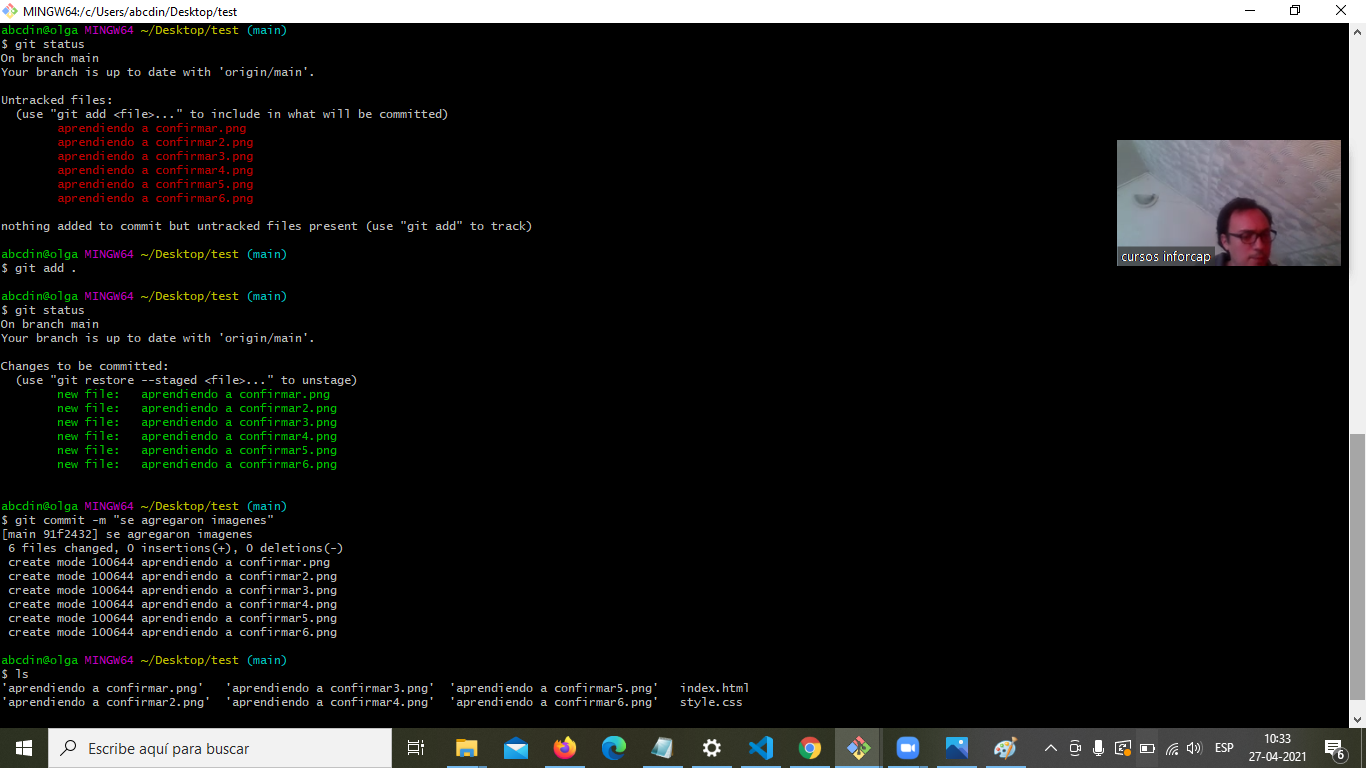 MINGW64:/c/Users/abcdin/Desktop/test
abcdin@olga MINGW64 ~/Desktop/test (main)
$ git status
On branch main
Your branch is up to date with 'origin/main'.
Untracked files:
  (use "git add <file>..." to include in what will be committed)
        aprendiendo a confirmar.png
        aprendiendo a confirmar2.png
        aprendiendo a confirmar3.png
        aprendiendo a confirmar4.png
        aprendiendo a confirmar5.png
        aprendiendo a confirmar6.png
nothing added to commit but untracked files present (use "git add" to track)
abcdin@olga MINGW64 ~/Desktop/test (main)
$ git add .
abcdin@olga MINGW64 ~/Desktop/test (main)
$ git status
On branch main
Your branch is up to date with 'origin/main'.
Changes to be committed:
  (use "git restore --staged <file>..." to unstage)
        new file:   aprendiendo a confirmar.png
        new file:   aprendiendo a confirmar2.png
        new file:   aprendiendo a confirmar3.png
        new file:   aprendiendo a confirmar4.png
        new file:   aprendiendo a confirmar5.png
        new file:   aprendiendo a confirmar6.png
abcdin@olga MINGW64 ~/Desktop/test (main)
$ git commit -m "se agregaron imagenes"
[main 91f2432] se agregaron imagenes
 6 files changed, 0 insertions(+), 0 deletions(-)
 create mode 100644 aprendiendo a confirmar.png
 create mode 100644 aprendiendo a confirmar2.png
 create mode 100644 aprendiendo a confirmar3.png
 create mode 100644 aprendiendo a confirmar4.png
 create mode 100644 aprendiendo a confirmar5.png
 create mode 100644 aprendiendo a confirmar6.png
abcdin@olga MINGW64 ~/Desktop/test (main)
$ ls
'aprendiendo a confirmar.png'   'aprendiendo a confirmar3.png'  'aprendiendo a confirmar5.png'   index.html
'aprendiendo a confirmar2.png'  'aprendiendo a confirmar4.png'  'aprendiendo a confirmar6.png'   style.css
cursos inforcap
Escribe aquí para buscar
ESP
10:33
27-04-2021
6